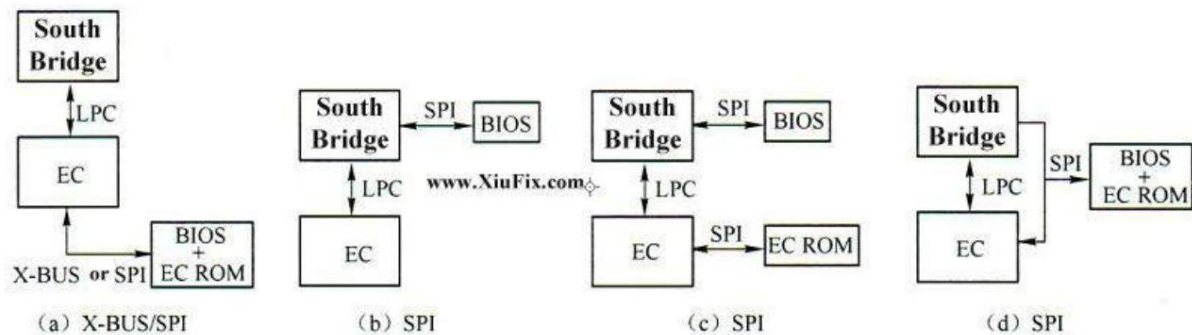 South
Bridge
LPC
EC
X-BUS or SPI
BIOS
+
EC ROM
(a) X-BUS/SPI
South
Bridge
SPI
BIOS
LPC
EC
(b) SPI
www.XiuFix.com
South
Bridge
SPI
BIOS
LPC
EC
SPI
EC ROM
(c) SPI
South
Bridge
LPC
EC
SPI
BIOS
+
EC ROM
(d) SPI